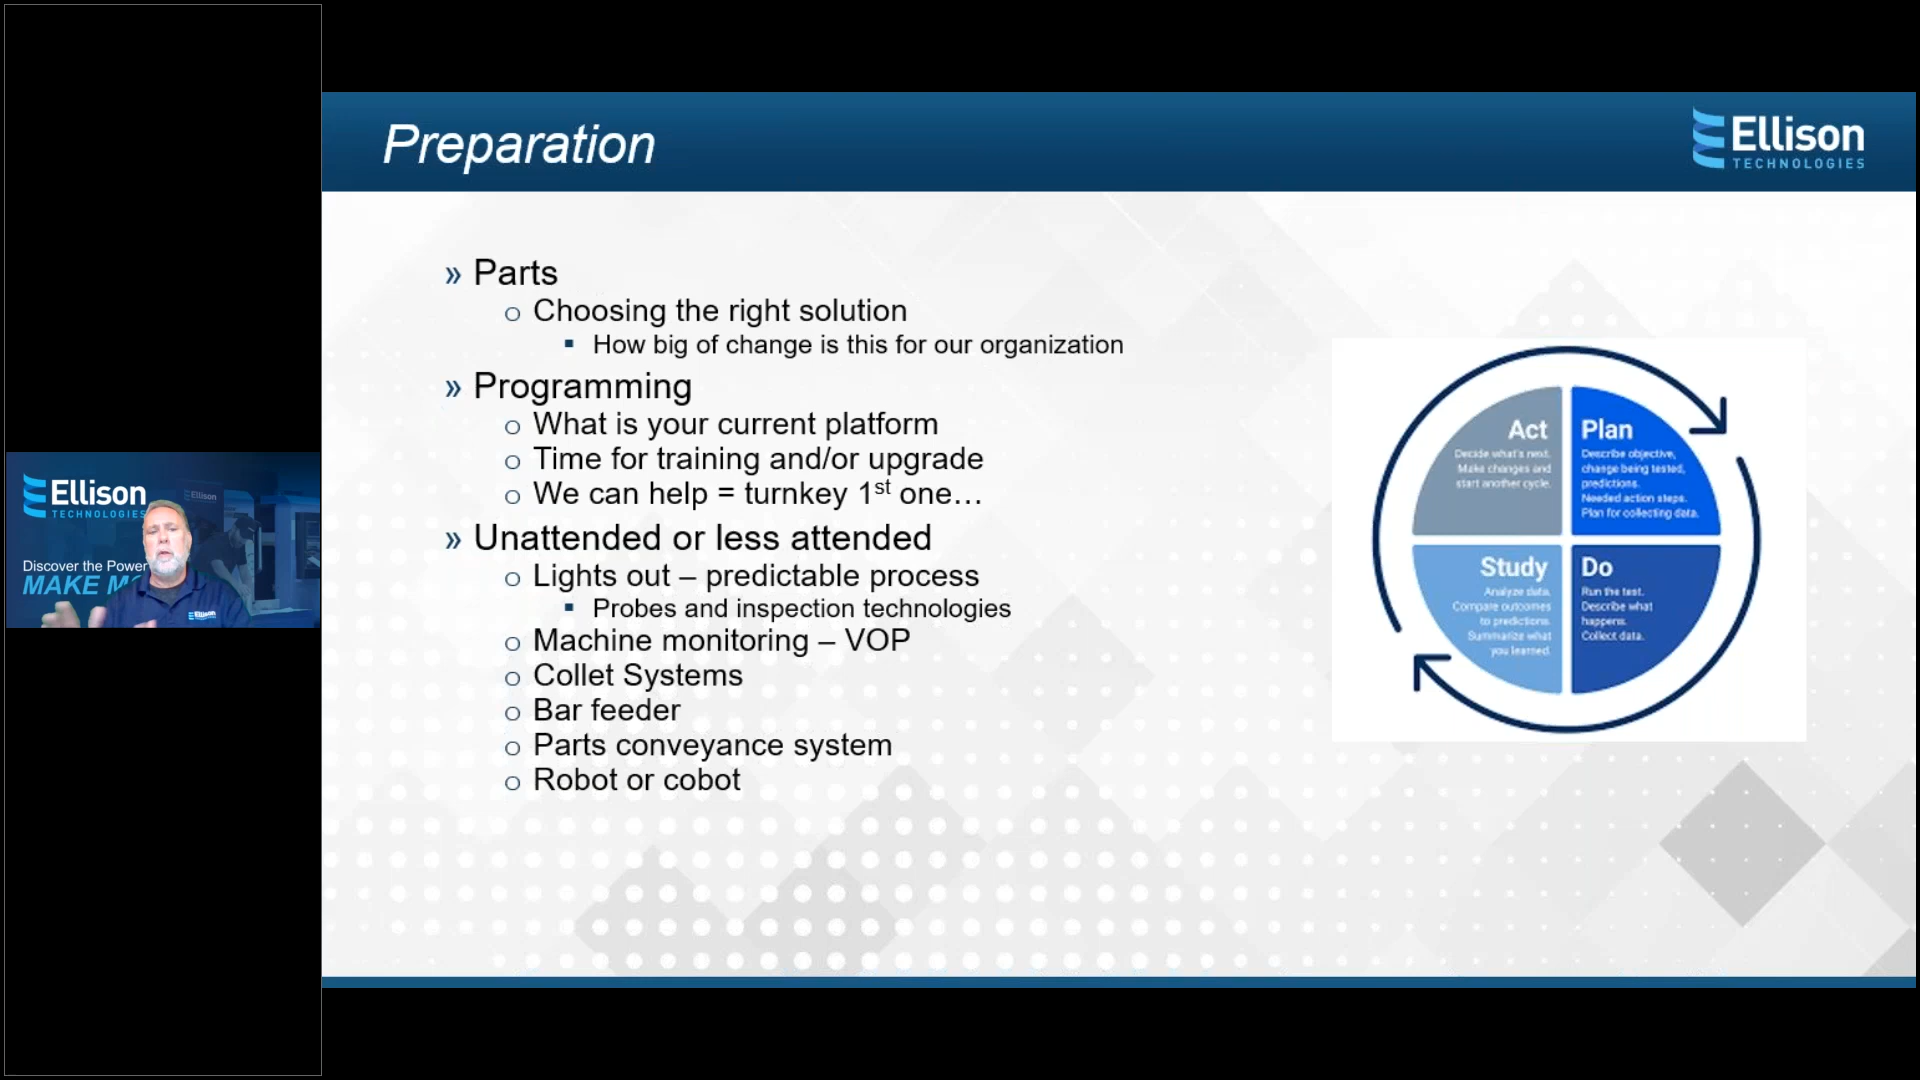 Preparation
Ellison
TECHNOLOGIES
» Parts
o Choosing the right solution
▪ How big of change is this for our organization
» Programming
o What is your current platform
o Time for training and/or upgrade
o We can help = turnkey 1st one…
» Unattended or less attended
o Lights out – predictable process
▪ Probes and inspection technologies
o Machine monitoring – VOP
o Collet Systems
o Bar feeder
o Parts conveyance system
o Robot or cobot
Act
Decide what's next.
Make changes and
start another cycle.
Plan
Describe objective,
change being tested,
predictions.
Needed action steps.
Plan for collecting data.
Study
Analyze data.
Compare outcomes
to predictions.
Summarize what
you learned.
Do
Run the test.
Describe what
happens.
Collect data.
Ellison
TECHNOLOGIES
Ellison
Discover the Power
MAKE
Ellison